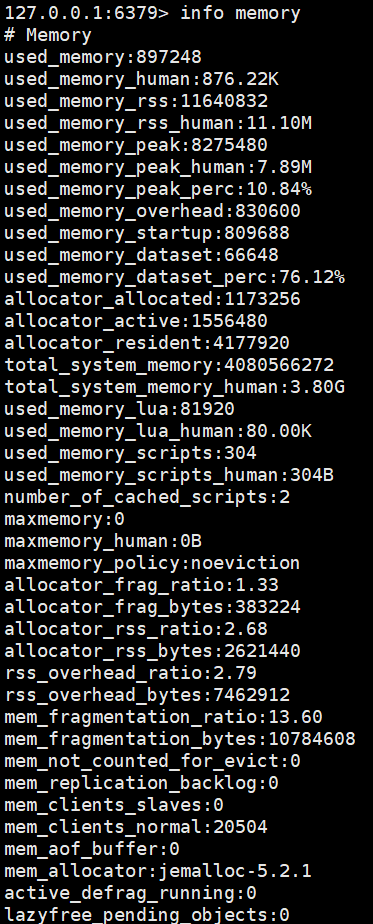 127.0.0.1:6379> info memory
# Memory
used_memory:897248
used_memory_human:876.22K
used_memory_rss:11640832
used_memory_rss_human:11.10M
used_memory_peak:8275480
used_memory_peak_human:7.89M
used_memory_peak_perc:10.84%
used_memory_overhead:830600
used_memory_startup:809688
used_memory_dataset:66648
used_memory_dataset_perc:76.12%
allocator_allocated:1173256
allocator_active:1556480
allocator_resident:4177920
total_system_memory:4080566272
total_system_memory_human:3.80G
used_memory_lua:81920
used_memory_lua_human:80.00K
used_memory_scripts:304
used_memory_scripts_human:304B
number_of_cached_scripts:2
maxmemory:0
maxmemory_human:0B
maxmemory_policy:noeviction
allocator_frag_ratio:1.33
allocator_frag_bytes:383224
allocator_rss_ratio:2.68
allocator_rss_bytes:2621440
rss_overhead_ratio:2.79
rss_overhead_bytes:7462912
mem_fragmentation_ratio:13.60
mem_fragmentation_bytes:10784608
mem_not_counted_for_evict:0
mem_replication_backlog:0
mem_clients_slaves:0
mem_clients_normal:20504
mem_aof_buffer:0
mem_allocator:jemalloc-5.2.1
active_defrag_running:0
lazyfree_pending_objects:0